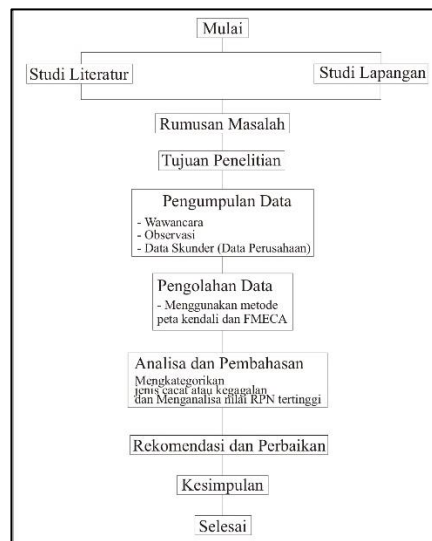 Mulai
Studi Literatur
Studi Lapangan
Rumusan Masalah
Tujuan Penelitian
Pengumpulan Data
- Wawancara
- Observasi
- Data Skunder (Data Perusahaan)
Pengolahan Data
- Menggunakan metode
peta kendali dan FMECA
Analisa dan Pembahasan
Mengkategorikan
jenis cacat atau kegagalan
dan Menganalisa nilai RPN tertinggi
Rekomendasi dan Perbaikan
Kesimpulan
Selesai